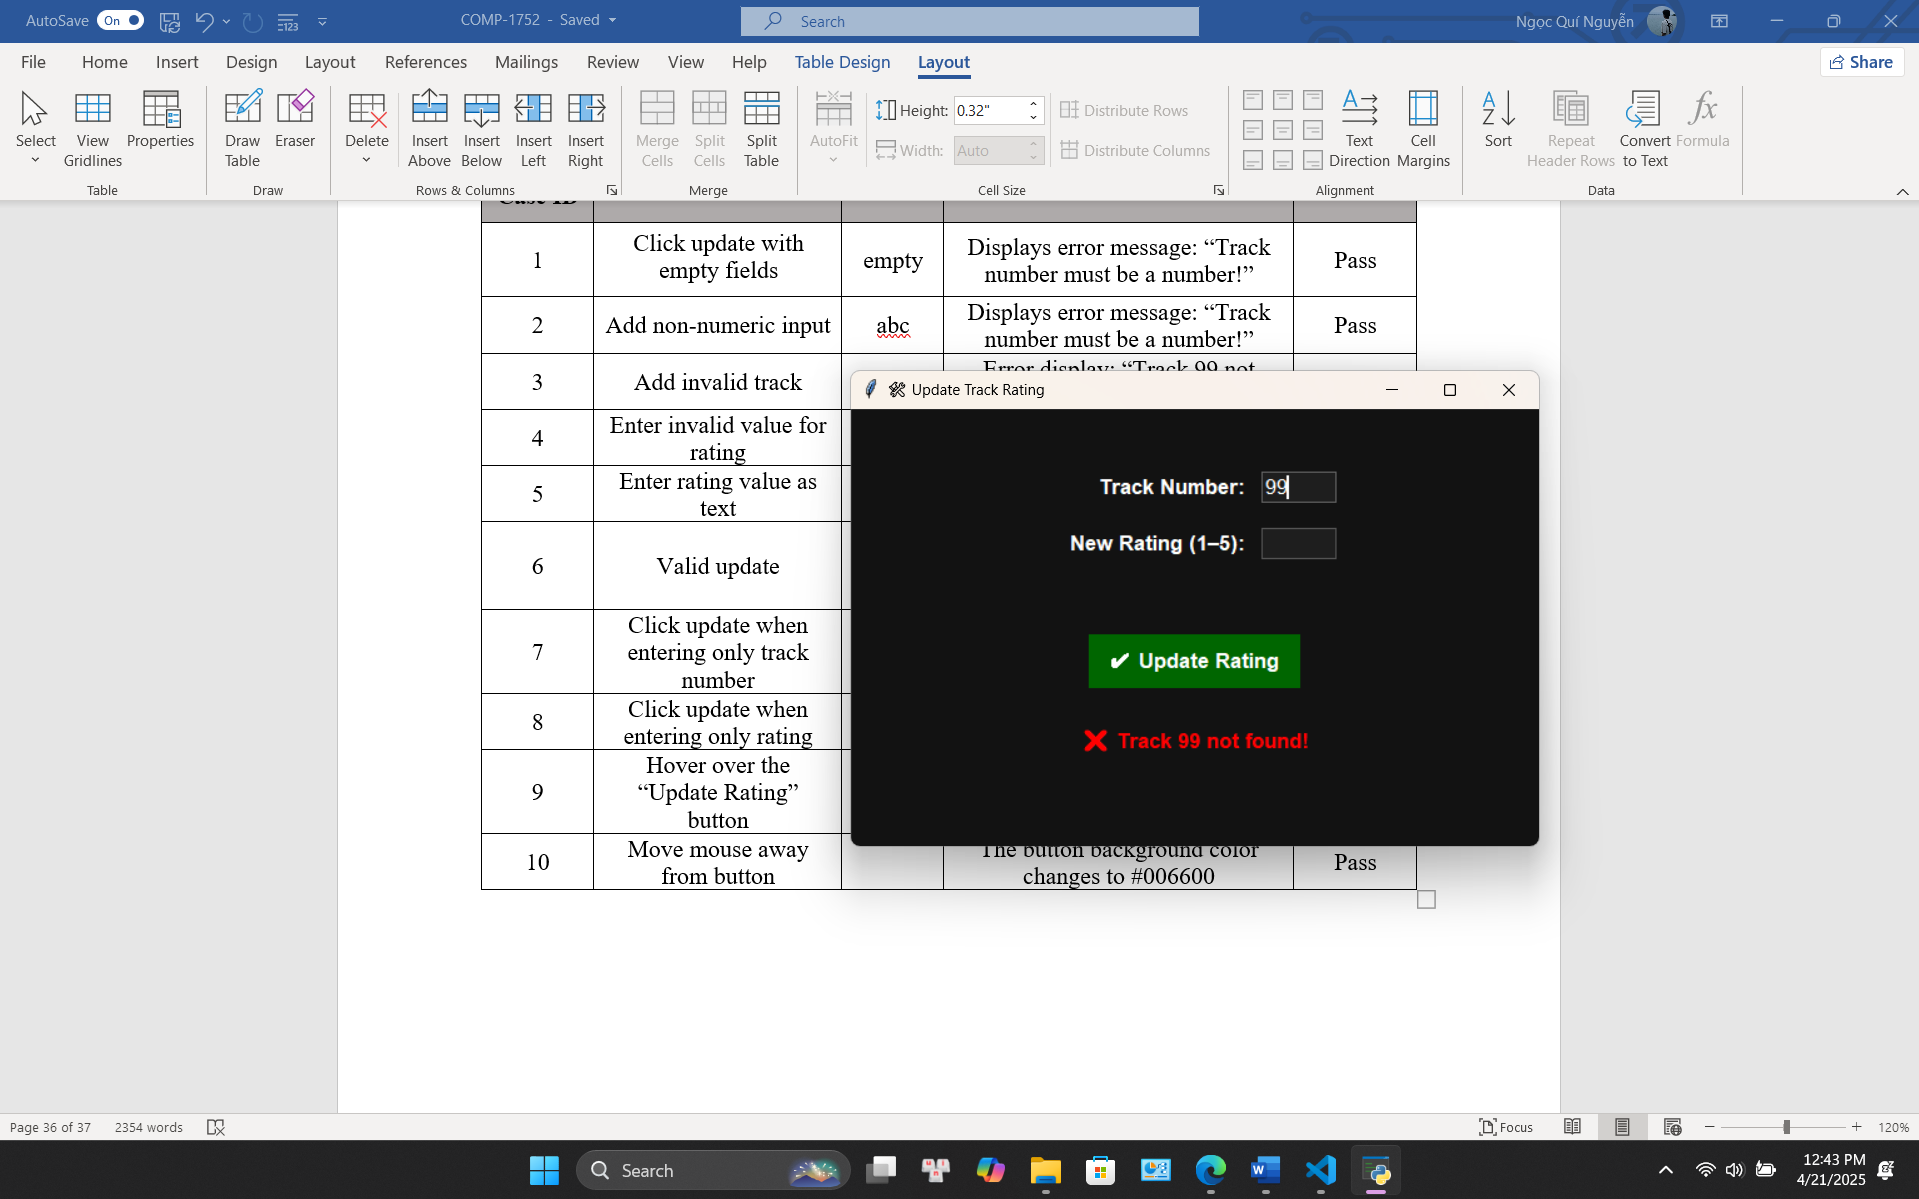 AutoSave On
COMP-1752 - Saved
Search
Ngọc Quí Nguyễn
File Home Insert Design Layout References Mailings Review View Help Table Design Layout
Share
Select
View Gridlines
Properties
Table
Draw Table
Eraser
Draw
Delete
Insert Above
Insert Below
Insert Left
Insert Right
Rows & Columns
Merge Cells
Split Cells
Split Table
Merge
AutoFit
Height: 0.32"
Width: Auto
Distribute Rows
Distribute Columns
Cell Size
Text Direction
Cell Margins
Alignment
Sort
Repeat Header Rows
Convert to Text
Formula
Data
Case ID
1
Click update with
empty fields
empty
Displays error message: “Track
number must be a number!”
Pass
2
Add non-numeric input
abc
Displays error message: “Track
number must be a number!”
Pass
3
Add invalid track
Error display: “Track 99 not
4
Enter invalid value for
rating
5
Enter rating value as
text
6
Valid update
7
Click update when
entering only track
number
8
Click update when
entering only rating
9
Hover over the
“Update Rating”
button
10
Move mouse away
from button
The button background color
changes to #006600
Pass
Update Track Rating
Track Number: 99
New Rating (1–5):
✔ Update Rating
❌ Track 99 not found!
Page 36 of 37
2354 words
Focus
120%
Search
12:43 PM
4/21/2025